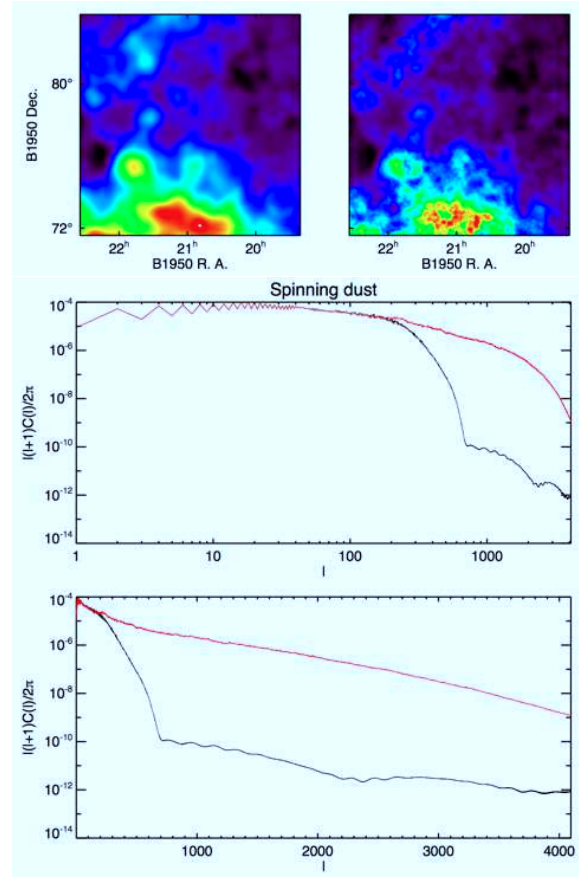 80°
72°
B1950 Dec.
22ʰ 21ʰ 20ʰ 22ʰ 21ʰ 20ʰ
B1950 R. A. B1950 R. A.
Spinning dust
10⁻⁴
10⁻⁶
10⁻⁸
10⁻¹⁰
10⁻¹²
10⁻¹⁴
l(l+1)C(l)/2π
1 10 100 1000
l
10⁻⁴
10⁻⁶
10⁻⁸
10⁻¹⁰
10⁻¹²
10⁻¹⁴
l(l+1)C(l)/2π
1000 2000 3000 4000
l